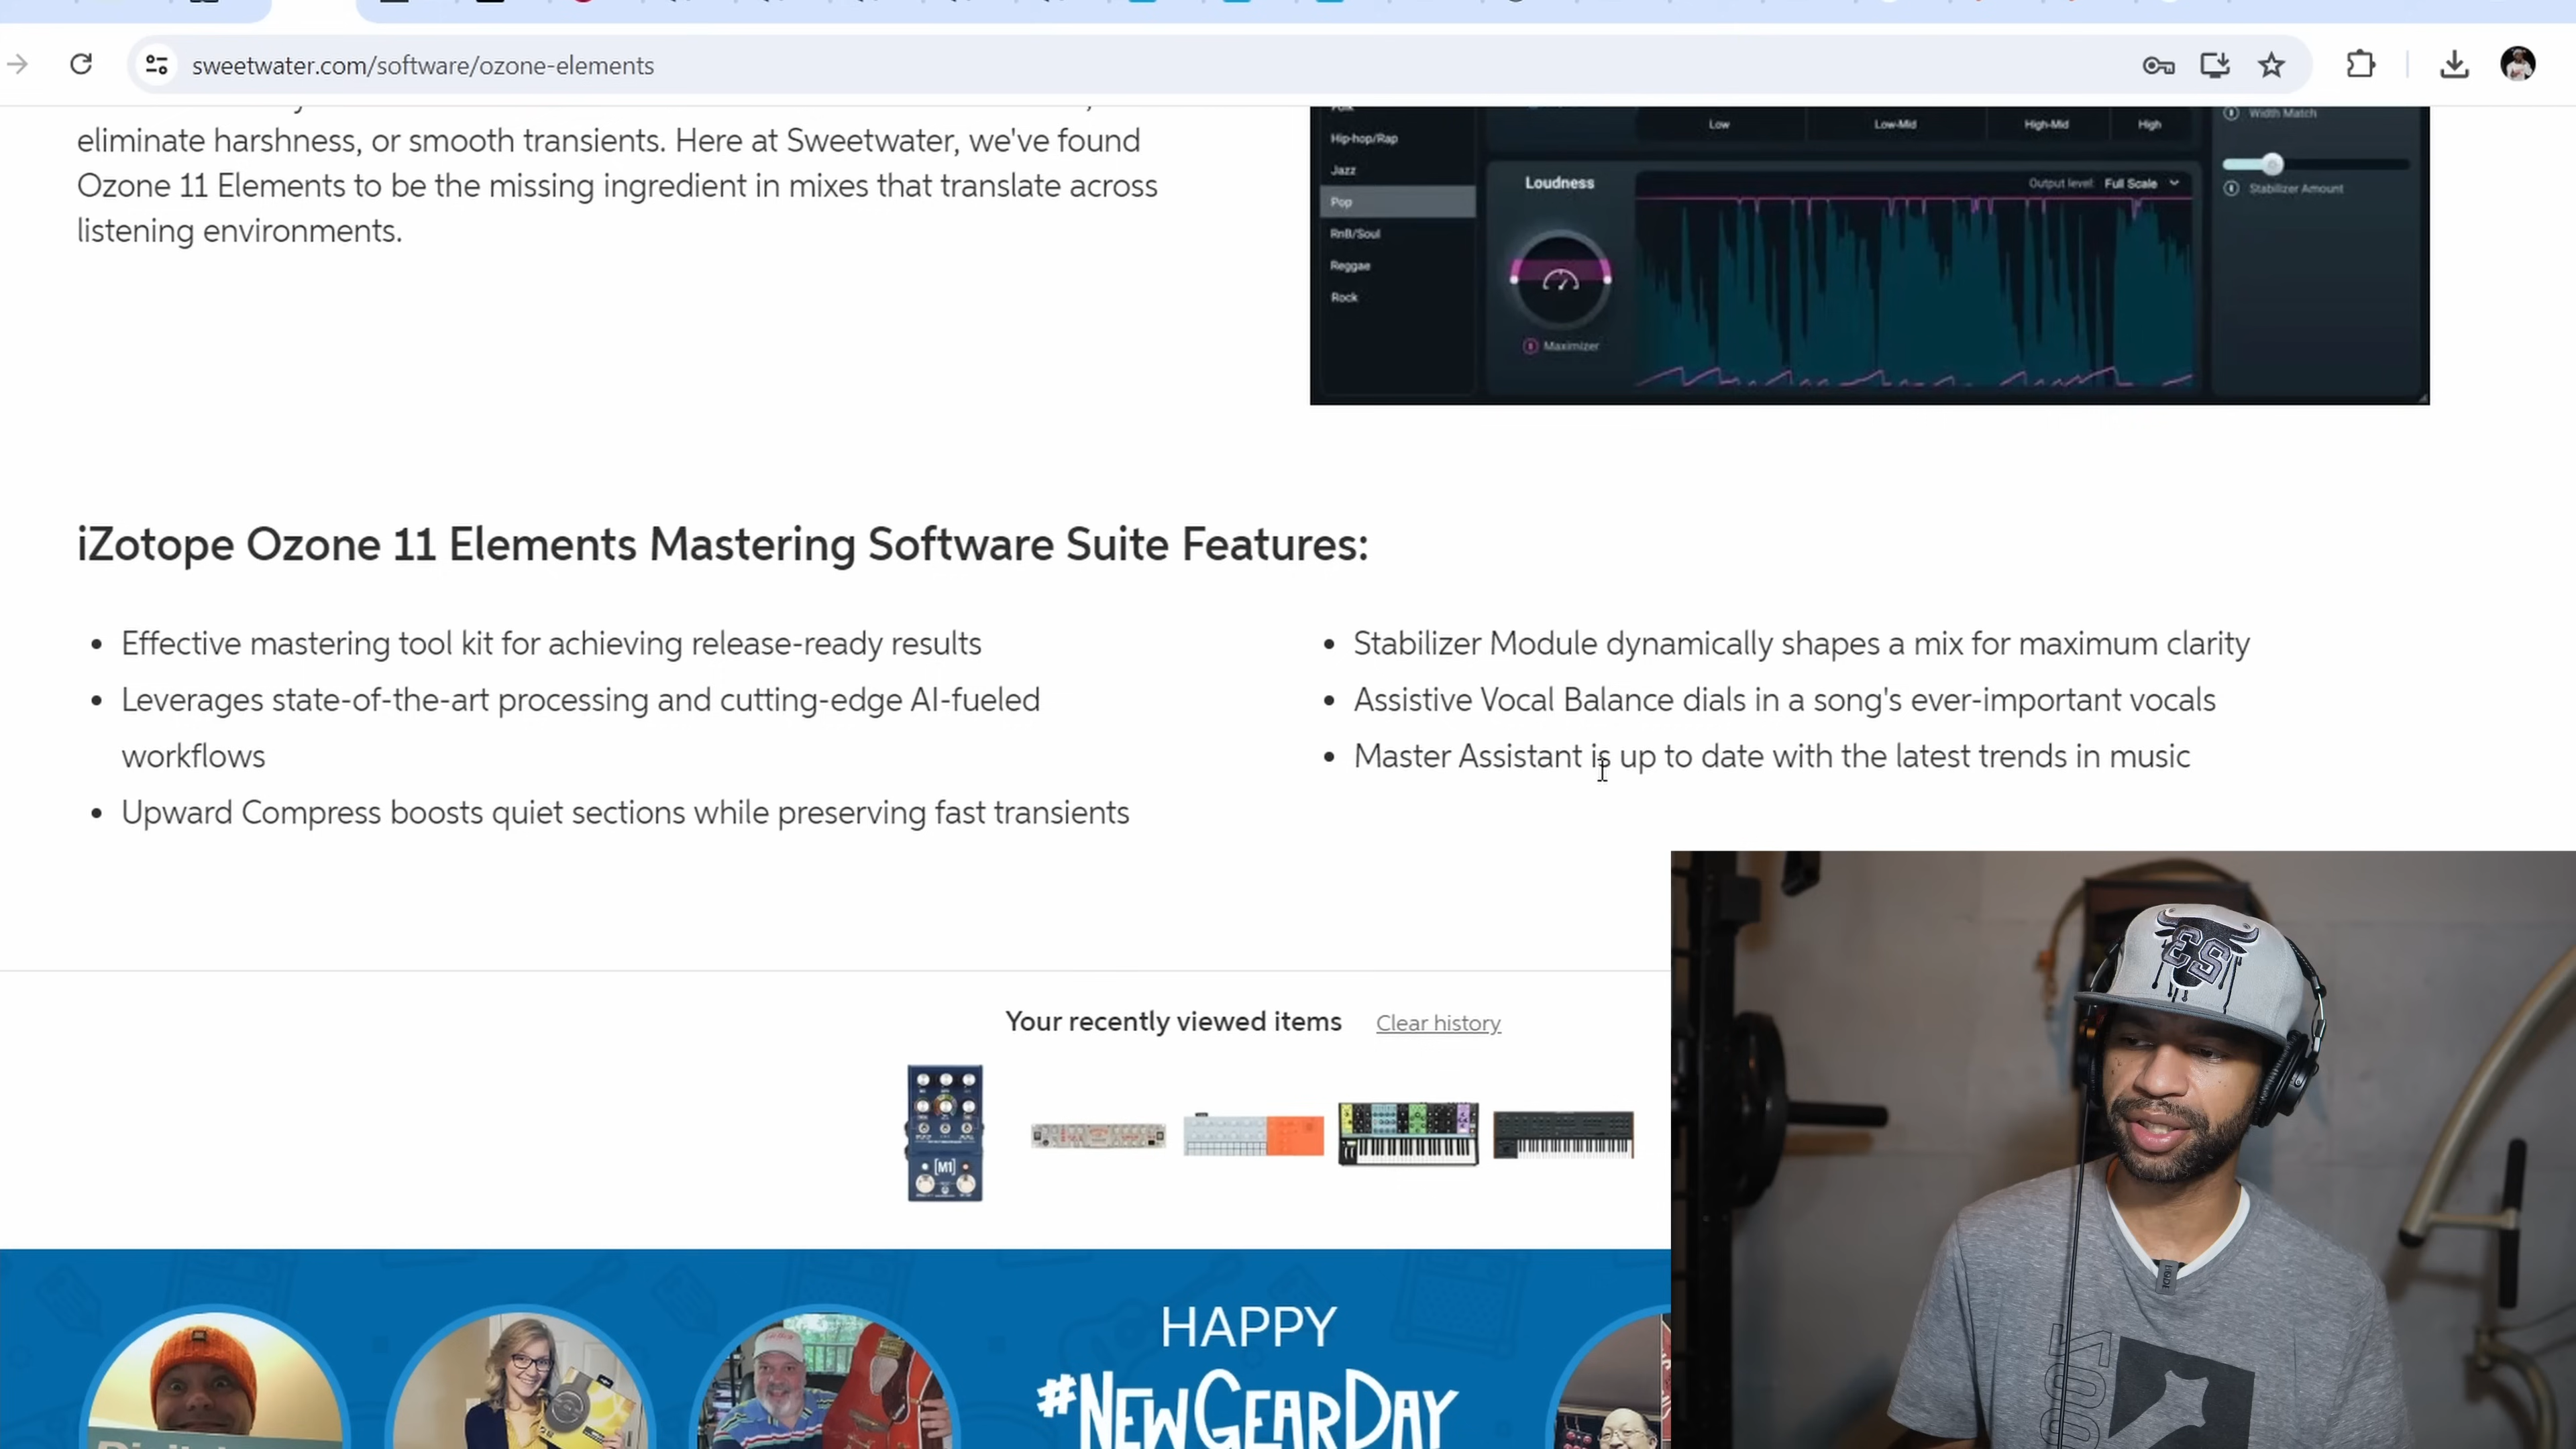 sweetwater.com/software/ozone-elements
eliminate harshness, or smooth transients. Here at Sweetwater, we've found
Ozone 11 Elements to be the missing ingredient in mixes that translate across
listening environments.
Low Low-Mid High-Mid High
Width Match
Hip-hop/Rap
Jazz
Pop
RnB/Soul
Reggae
Rock
Loudness
Output level: Full Scale
Stabilizer Amount
Maximizer
iZotope Ozone 11 Elements Mastering Software Suite Features:
• Effective mastering tool kit for achieving release-ready results
• Leverages state-of-the-art processing and cutting-edge AI-fueled
workflows
• Upward Compress boosts quiet sections while preserving fast transients
• Stabilizer Module dynamically shapes a mix for maximum clarity
• Assistive Vocal Balance dials in a song's ever-important vocals
• Master Assistant is up to date with the latest trends in music
Your recently viewed items Clear history
[M1]
HAPPY
#NEWGEARDAY
ES